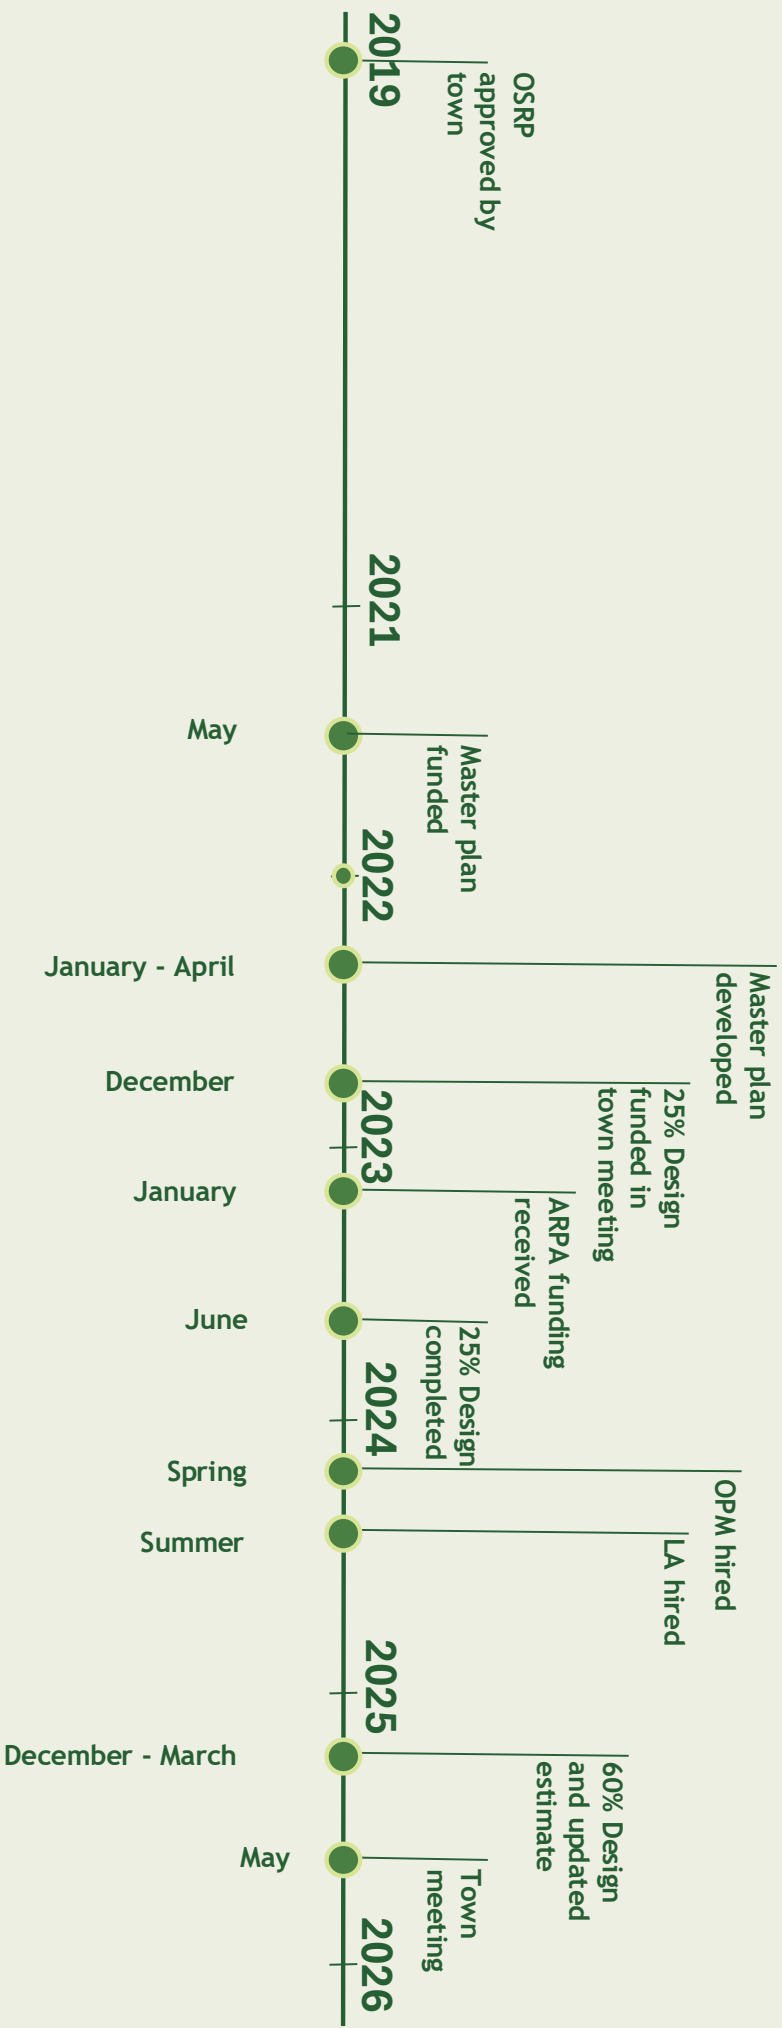 2019
OSRP
approved by
town
2021
May
Master plan
funded
2022
January - April
Master plan
developed
December
25% Design
funded in
town meeting
2023
January
ARPA funding
received
June
25% Design
completed
2024
Spring
OPM hired
Summer
LA hired
2025
December - March
60% Design
and updated
estimate
May
Town
meeting
2026